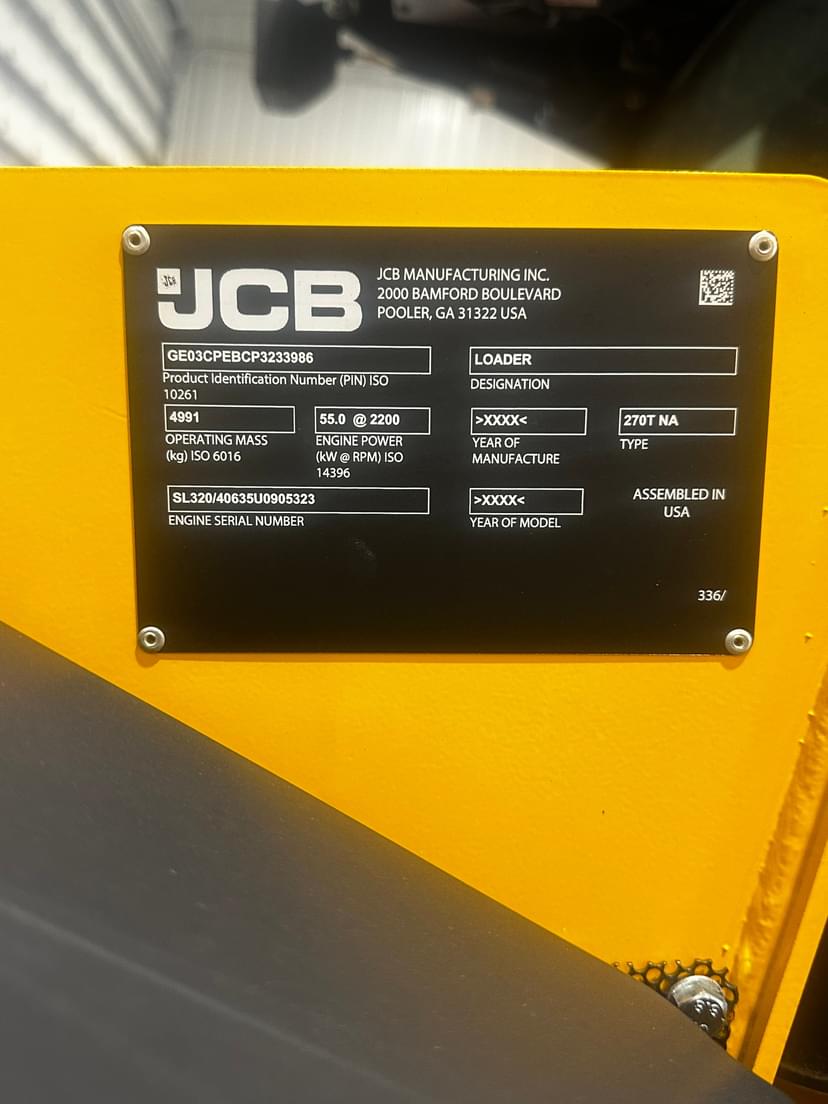 JCB
JCB MANUFACTURING INC.
2000 BAMFORD BOULEVARD
POOLER, GA 31322 USA
GE03CPEBCP3233986
Product Identification Number (PIN) ISO
10261
LOADER
DESIGNATION
4991
OPERATING MASS
(kg) ISO 6016
55.0 @ 2200
ENGINE POWER
(kW @ RPM) ISO
14396
>XXXX<
YEAR OF
MANUFACTURE
270T NA
TYPE
SL320/40635U0905323
ENGINE SERIAL NUMBER
>XXXX<
YEAR OF MODEL
ASSEMBLED IN
USA
336/